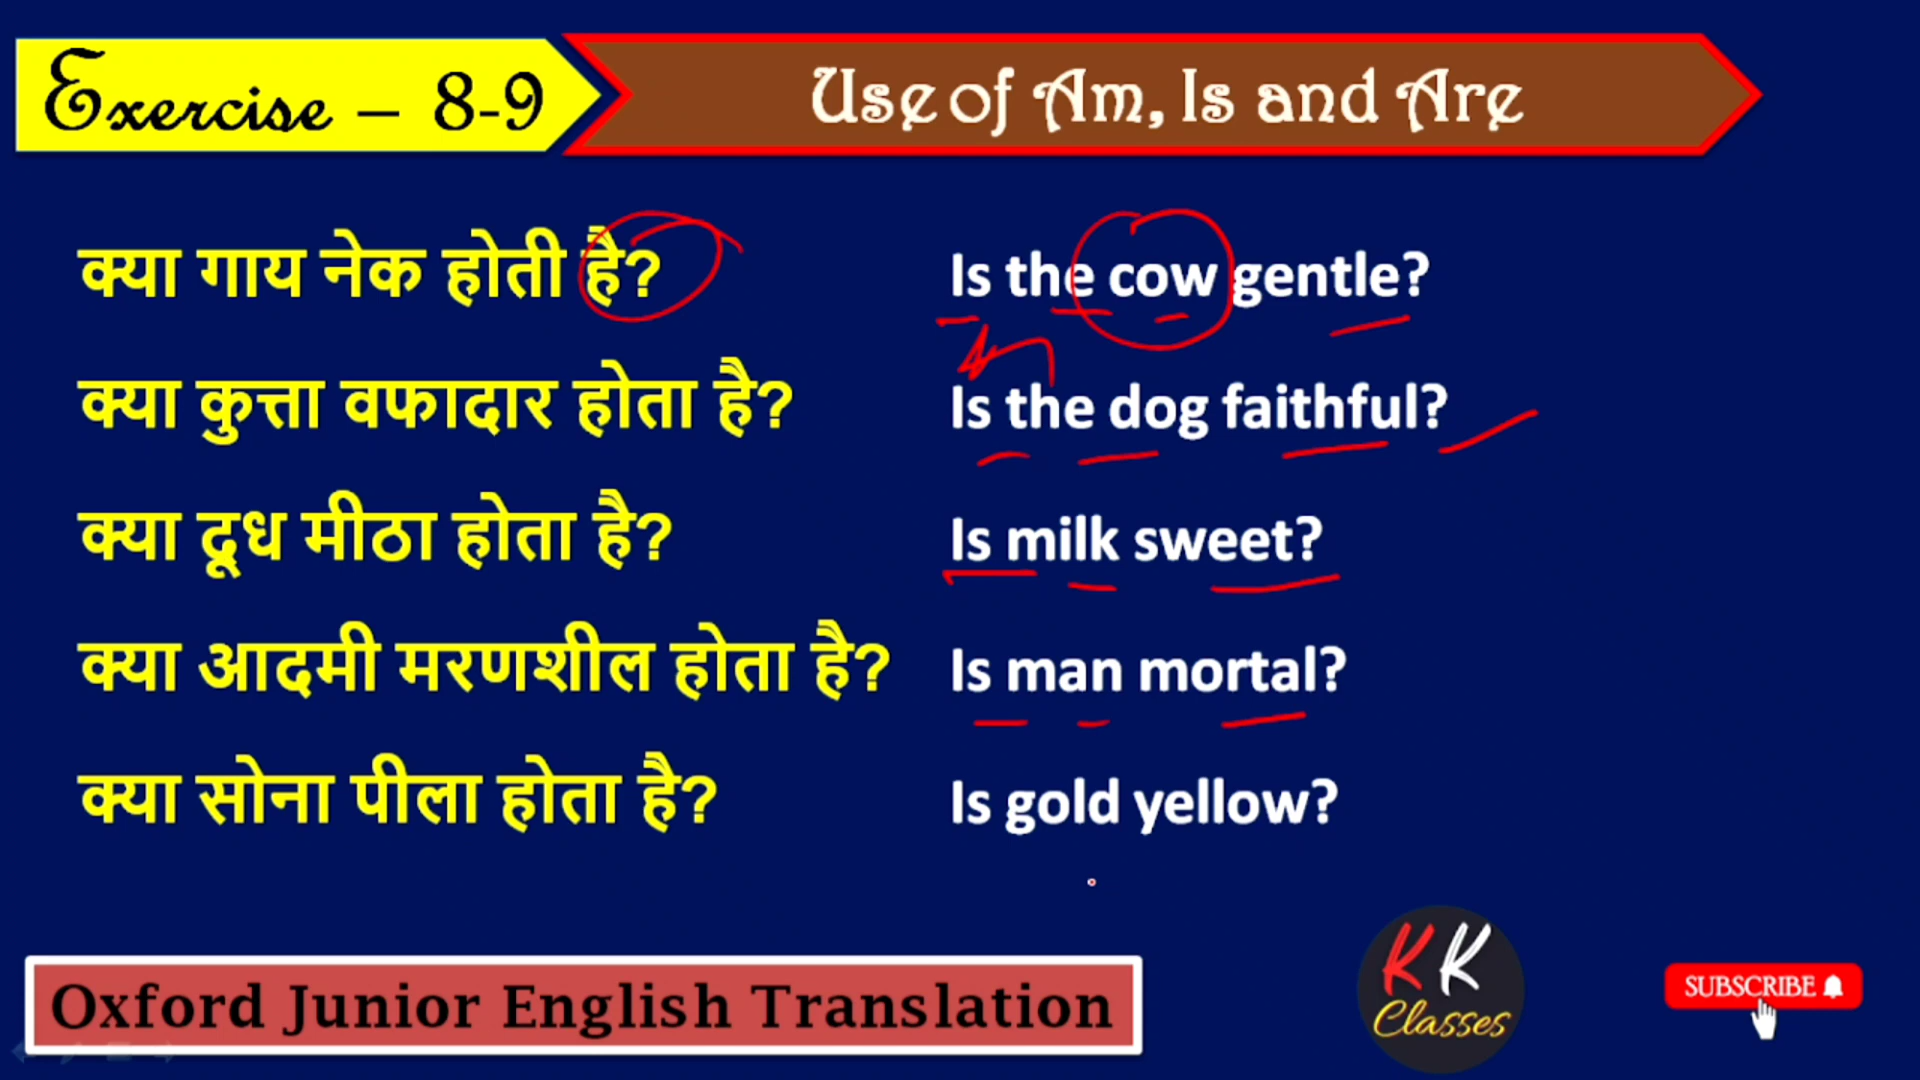 Exercise – 8-9
Use of Am, Is and Are
क्या गाय नेक होती है? Is the cow gentle?
क्या कुत्ता वफादार होता है? Is the dog faithful?
क्या दूध मीठा होता है? Is milk sweet?
क्या आदमी मरणशील होता है? Is man mortal?
क्या सोना पीला होता है? Is gold yellow?
Oxford Junior English Translation
KK
Classes
SUBSCRIBE